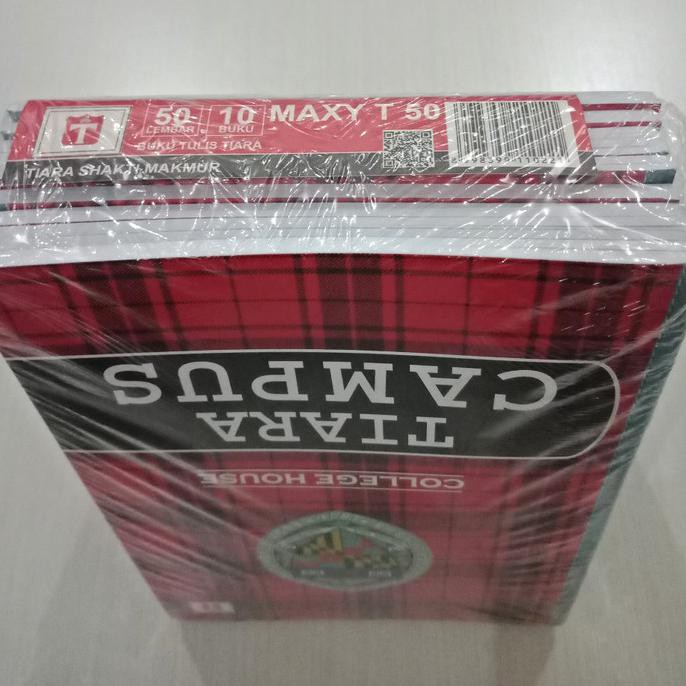 T
50
LEMBAR
10
BUKU
MAXY T 50
BUKU TULIS TIARA
TIARA SHAKTI MAKMUR
TIARA
CAMPUS
COLLEGE HOUSE